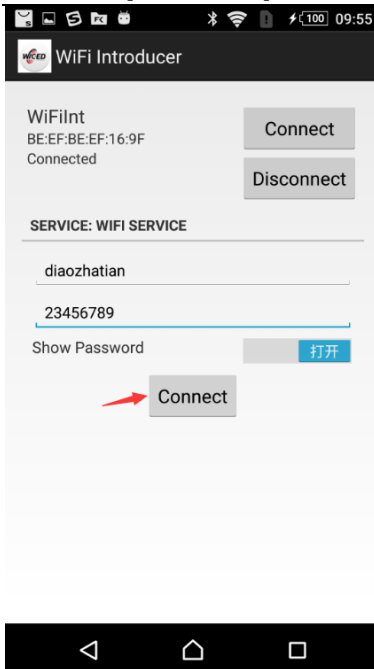 100 09:55
WICED WiFi Introducer
WiFiInt
BE:EF:BE:EF:16:9F
Connected
Connect
Disconnect
SERVICE: WIFI SERVICE
diaozhatian
23456789
Show Password 打开
Connect